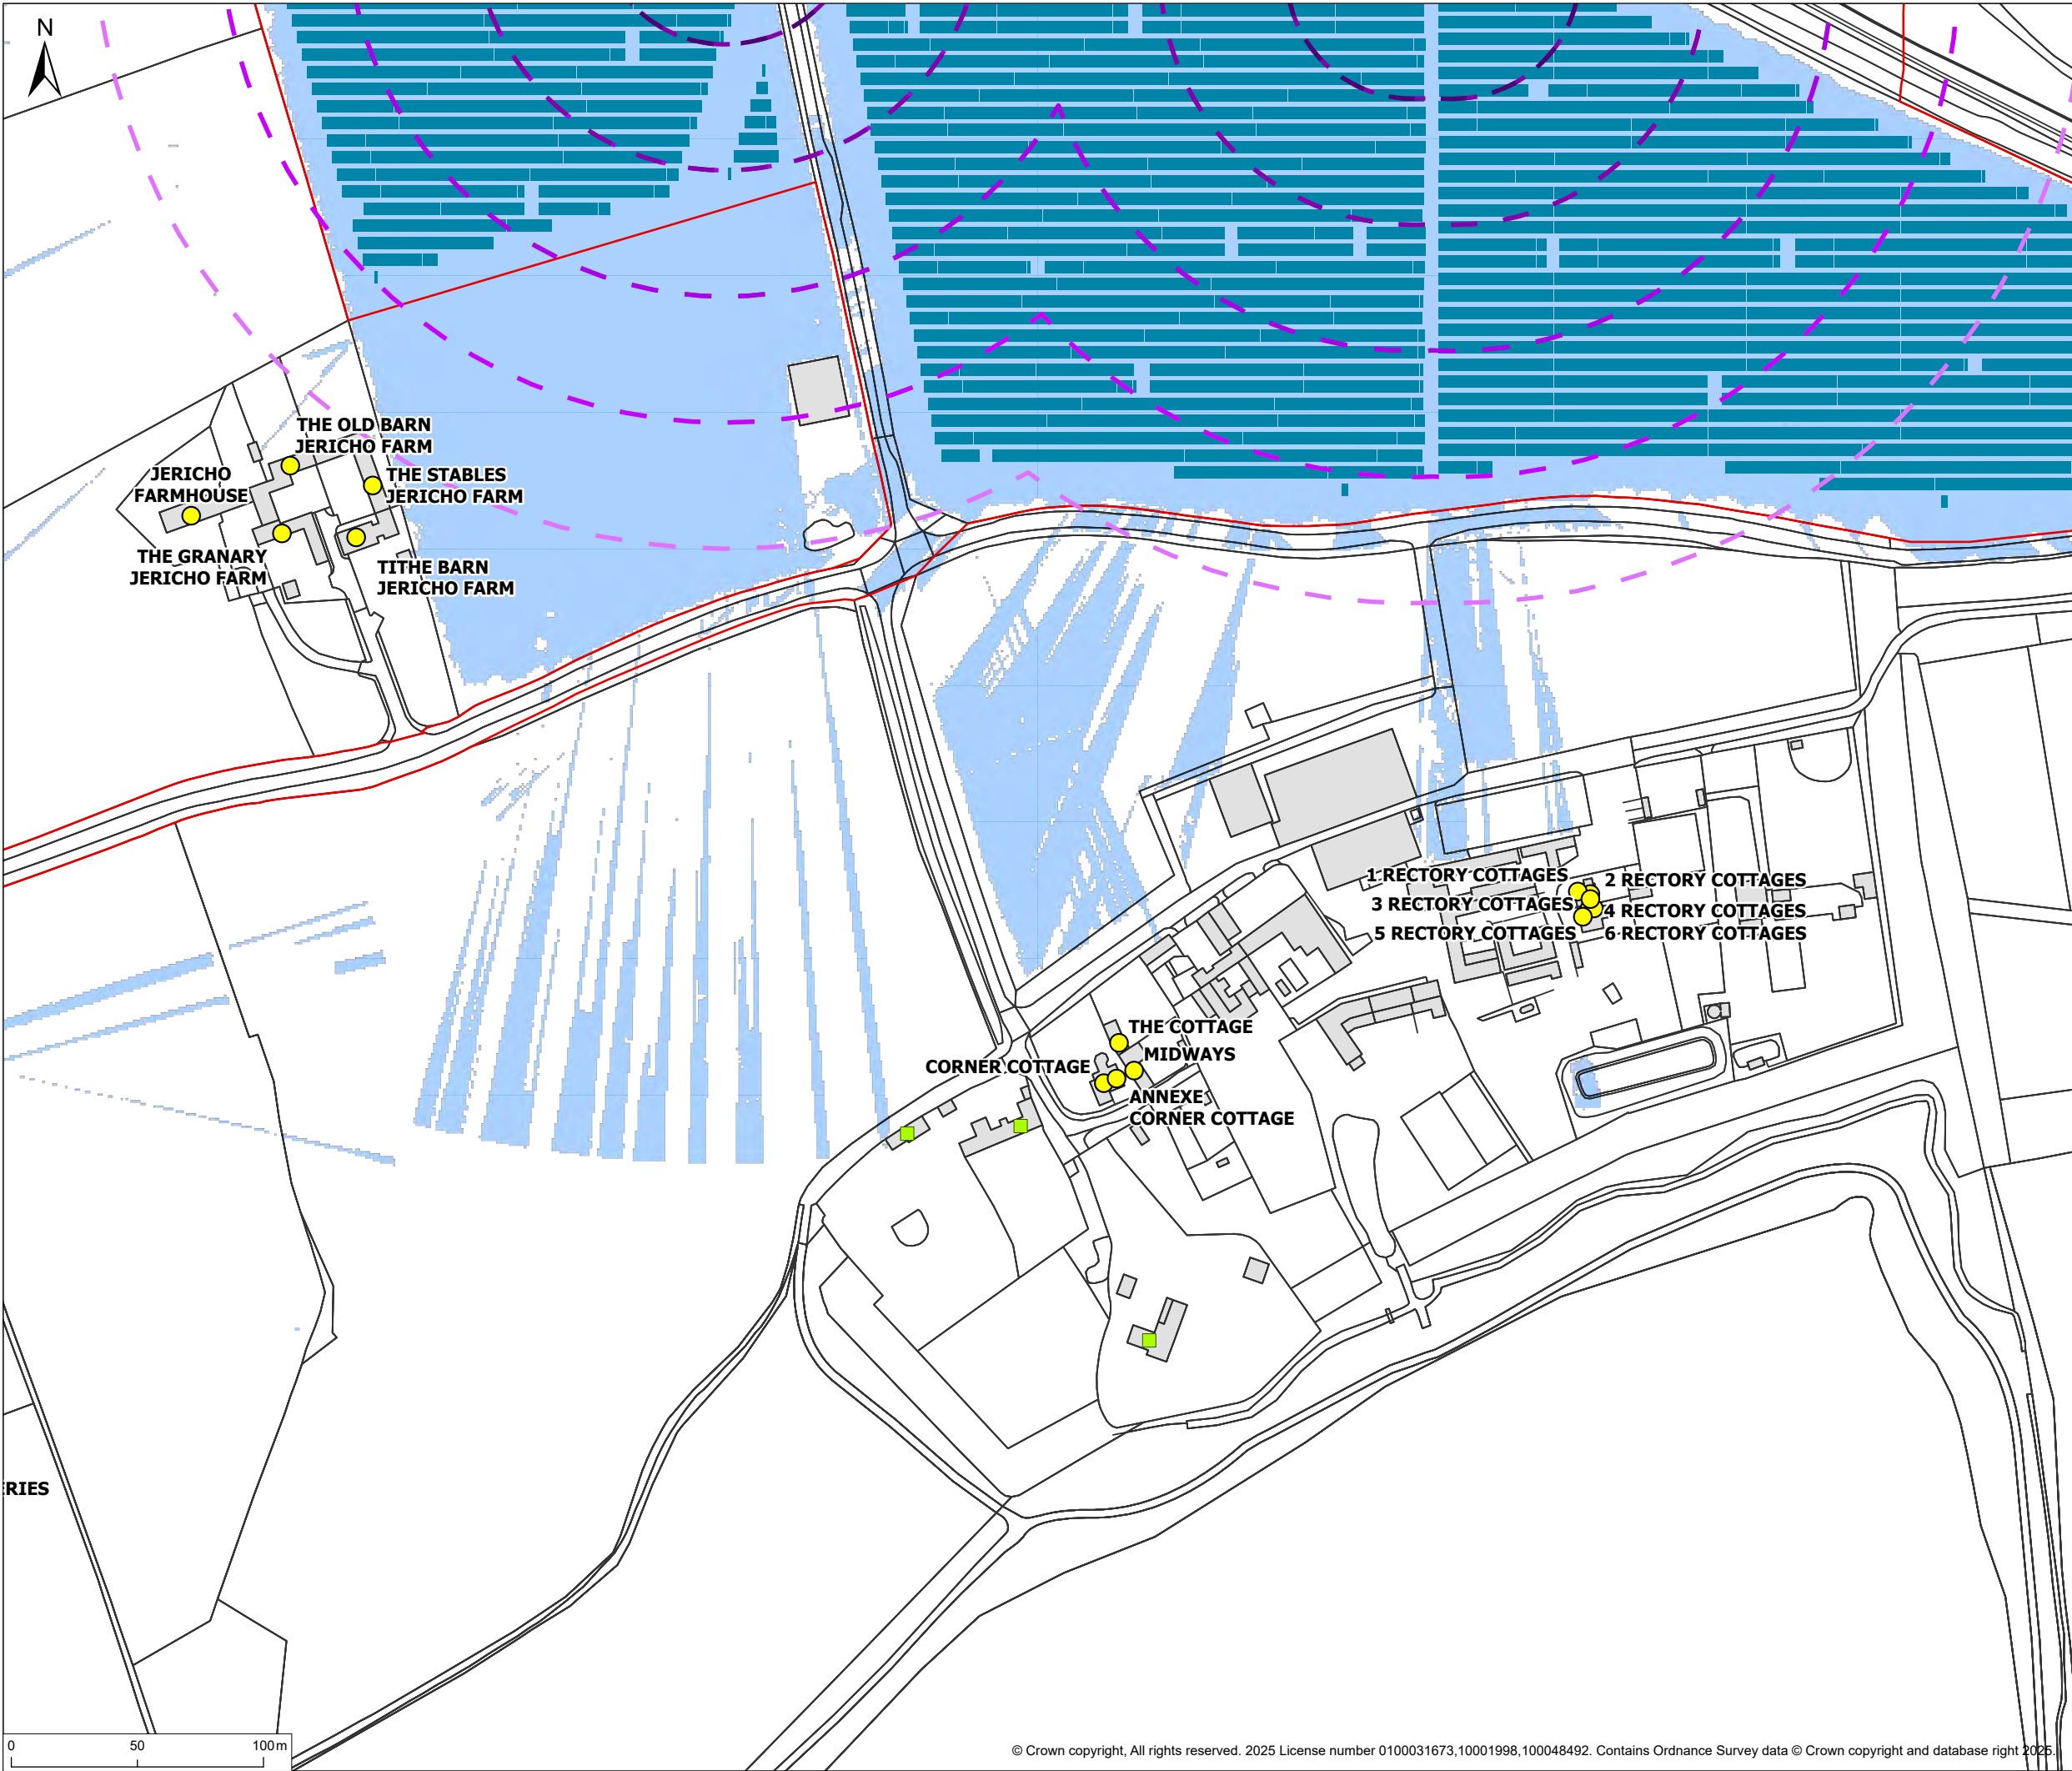 N
THE OLD BARN
JERICHO FARM
JERICHO
FARMHOUSE
THE STABLES
JERICHO FARM
THE GRANARY
JERICHO FARM
TITHE BARN
JERICHO FARM
1 RECTORY COTTAGES
2 RECTORY COTTAGES
3 RECTORY COTTAGES
4 RECTORY COTTAGES
5 RECTORY COTTAGES
6 RECTORY COTTAGES
THE COTTAGE
MIDWAYS
CORNER COTTAGE
ANNEXE
CORNER COTTAGE
RIES
0 50 100m
© Crown copyright, All rights reserved. 2025 License number 0100031673,10001998,100048492. Contains Ordnance Survey data © Crown copyright and database right 2025.